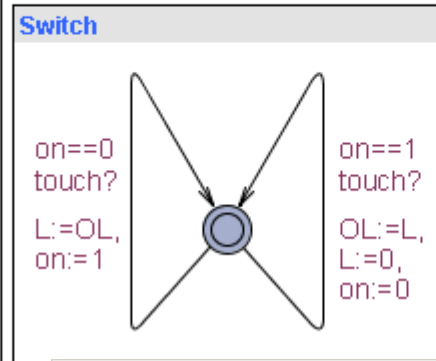 Switch
on==0
touch?
L:=OL,
on:=1
on==1
touch?
OL:=L,
L:=0,
on:=0